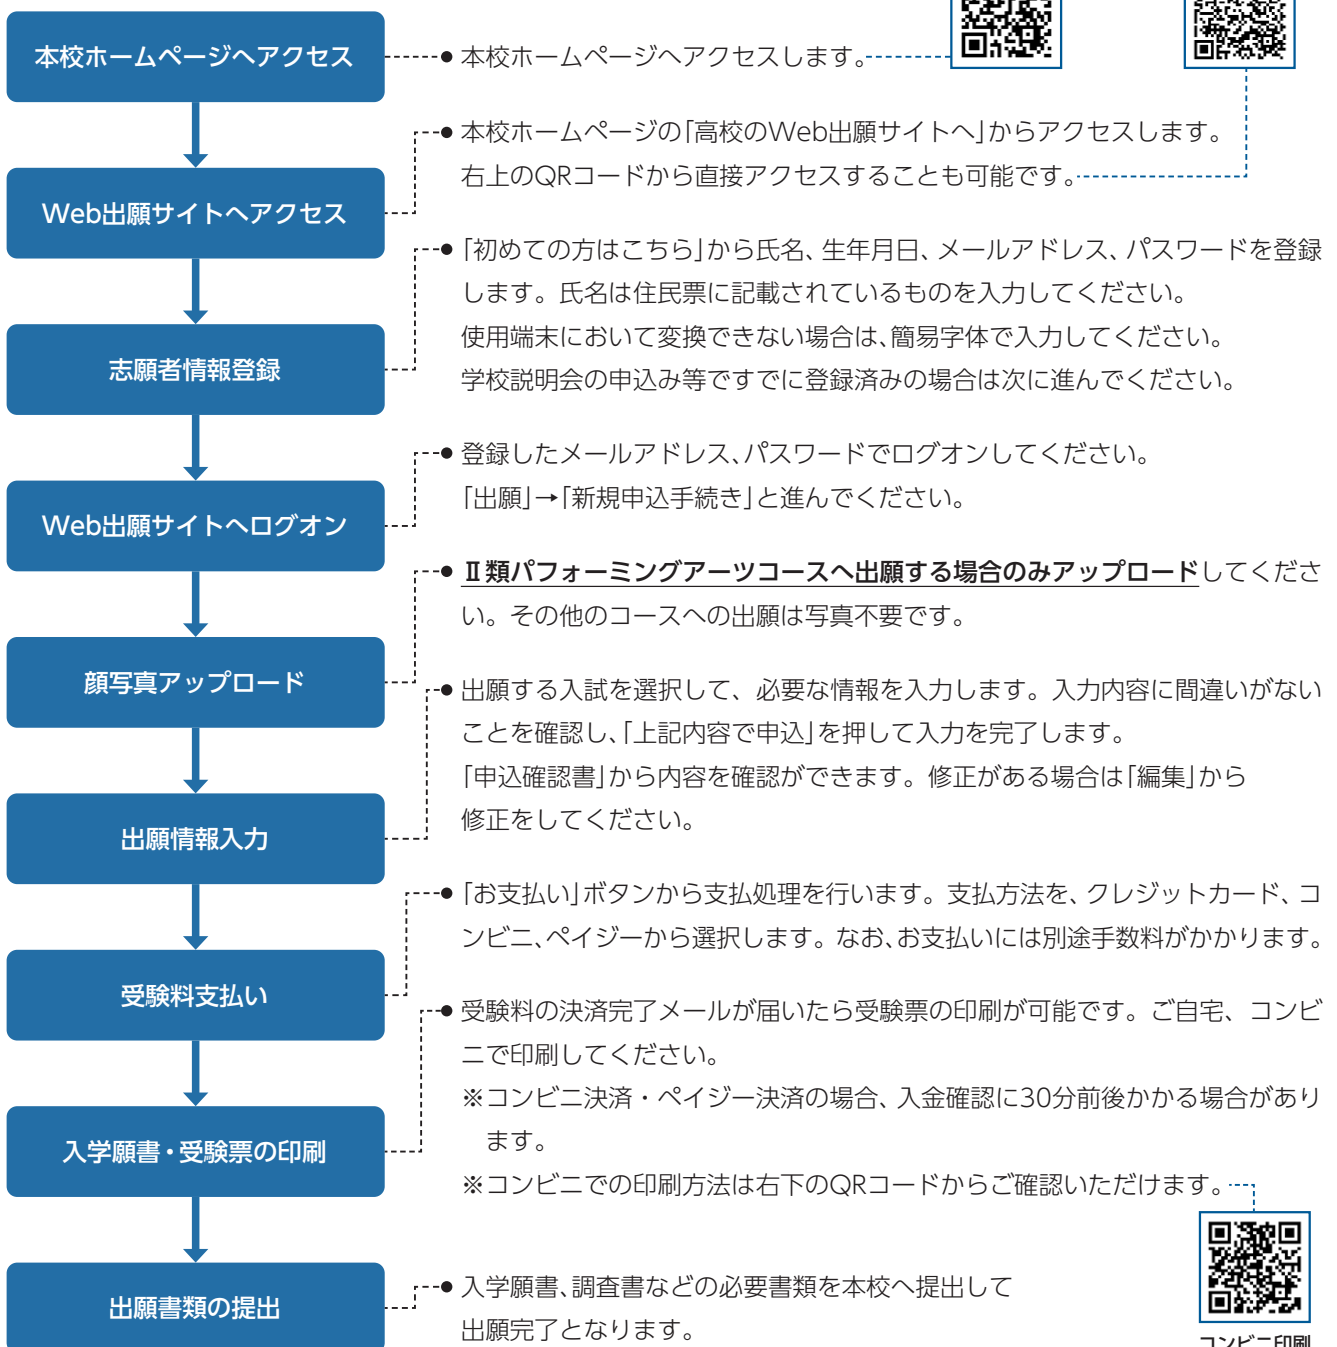 本校ホームページへアクセス
本校ホームページへアクセスします。
Web出願サイトへアクセス
本校ホームページの「高校のWeb出願サイトへ」からアクセスします。
右上のQRコードから直接アクセスすることも可能です。
志願者情報登録
「初めての方はこちら」から氏名、生年月日、メールアドレス、パスワードを登録
します。氏名は住民票に記載されているものを入力してください。
使用端末において変換できない場合は、簡易字体で入力してください。
学校説明会の申込み等ですでに登録済みの場合は次に進んでください。
Web出願サイトへログオン
登録したメールアドレス、パスワードでログオンしてください。
「出願」→「新規申込手続き」と進んでください。
顔写真アップロード
Ⅱ類パフォーミングアーツコースへ出願する場合のみアップロードしてくださ
い。その他のコースへの出願は写真不要です。
出願情報入力
出願する入試を選択して、必要な情報を入力します。入力内容に間違いがない
ことを確認し、「上記内容で申込」を押して入力を完了します。
「申込確認書」から内容を確認ができます。修正がある場合は「編集」から
修正をしてください。
受験料支払い
「お支払い」ボタンから支払処理を行います。支払方法を、クレジットカード、コ
ンビニ、ペイジーから選択します。なお、お支払いには別途手数料がかかります。
入学願書・受験票の印刷
受験料の決済完了メールが届いたら受験票の印刷が可能です。ご自宅、コンビ
ニで印刷してください。
※コンビニ決済・ペイジー決済の場合、入金確認に30分前後かかる場合があり
ます。
※コンビニでの印刷方法は右下のQRコードからご確認いただけます。
出願書類の提出
入学願書、調査書などの必要書類を本校へ提出して
出願完了となります。
コンビニ印刷